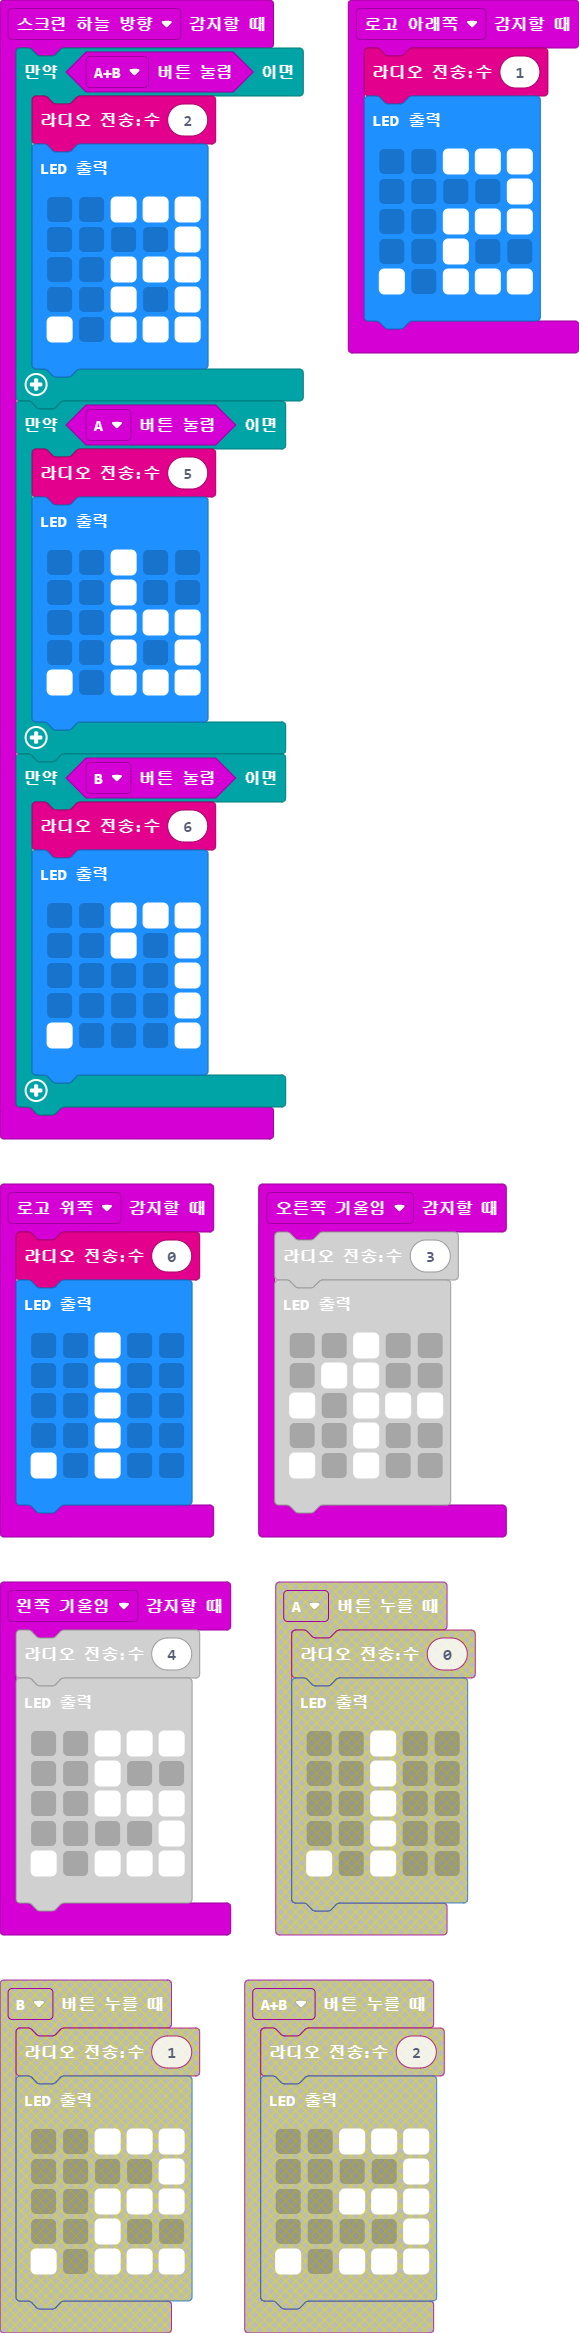 스크린 하늘 방향 감지할 때
만약 A+B 버튼 눌림 이면
라디오 전송:수 2
LED 출력
만약 A 버튼 눌림 이면
라디오 전송:수 5
LED 출력
만약 B 버튼 눌림 이면
라디오 전송:수 6
LED 출력
로고 아래쪽 감지할 때
라디오 전송:수 1
LED 출력
로고 위쪽 감지할 때
라디오 전송:수 0
LED 출력
오른쪽 기울임 감지할 때
라디오 전송:수 3
LED 출력
왼쪽 기울임 감지할 때
라디오 전송:수 4
LED 출력
A 버튼 누를 때
라디오 전송:수 0
LED 출력
B 버튼 누를 때
라디오 전송:수 1
LED 출력
A+B 버튼 누를 때
라디오 전송:수 2
LED 출력